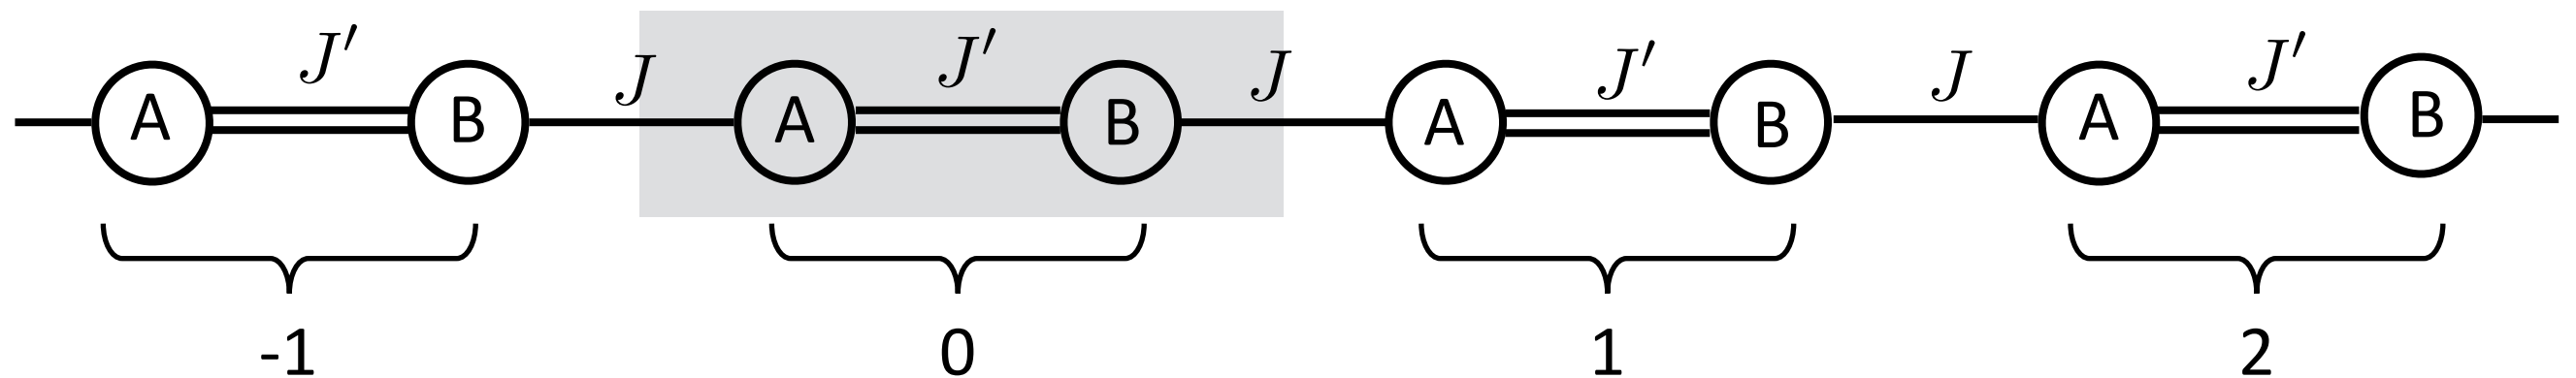 J′ J J′ J J′ J J′
A B A B A B A B
-1 0 1 2